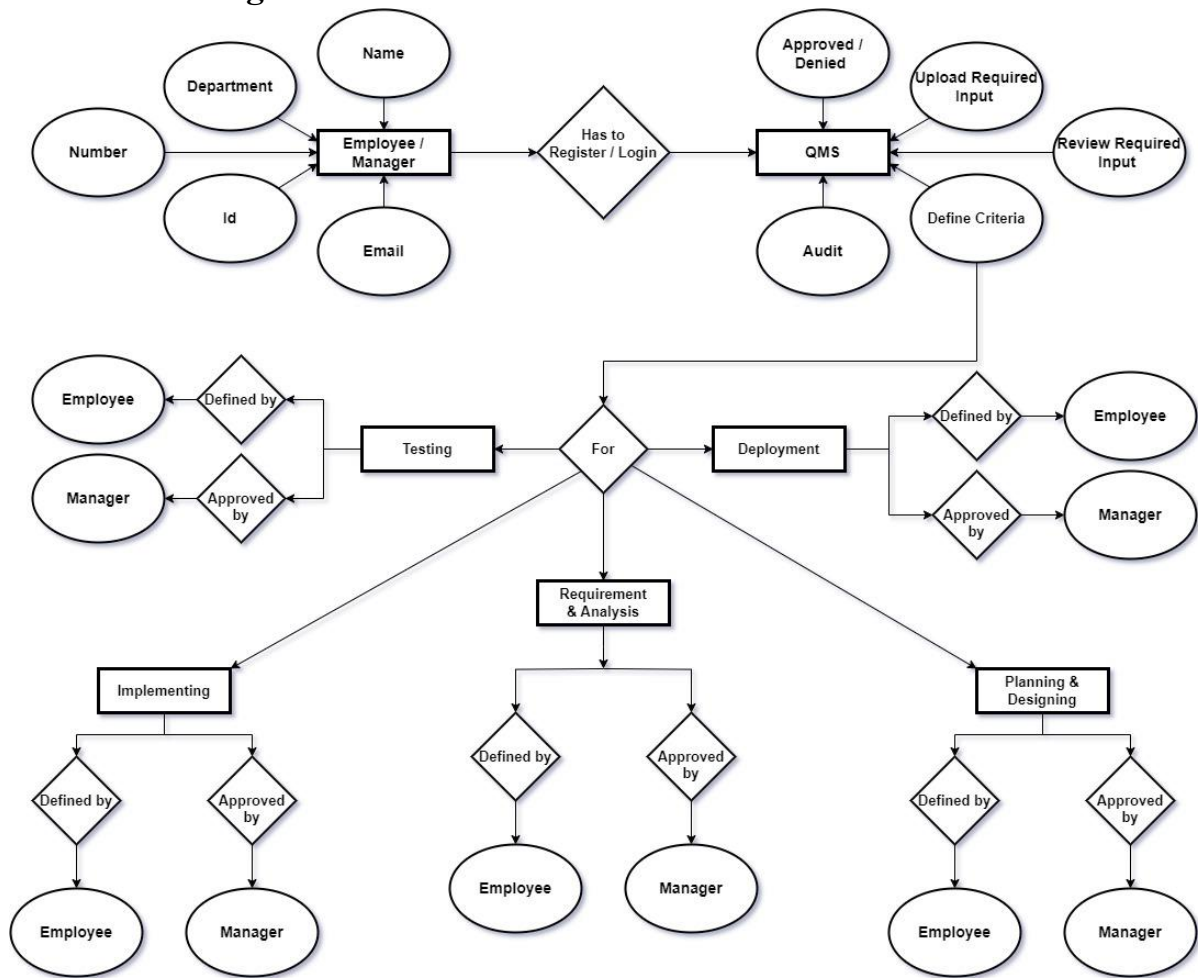 Name
Approved /
Denied
Department
Upload Required
Input
Number
Employee /
Manager
Has to
Register / Login
QMS
Review Required
Input
Id
Email
Audit
Define Criteria
Employee
Defined by
Defined by
Employee
Testing
For
Deployment
Manager
Approved
by
Approved
by
Manager
Requirement
& Analysis
Implementing
Planning &
Designing
Defined by
Approved
by
Defined by
Approved
by
Defined by
Approved
by
Employee
Manager
Employee
Manager
Employee
Manager